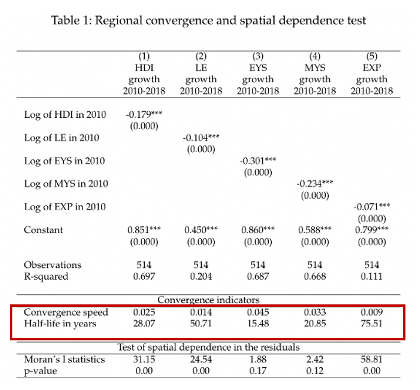 Table 1: Regional convergence and spatial dependence test
(1) (2) (3) (4) (5)
HDI LE EYS MYS EXP
growth growth growth growth growth
2010-2018 2010-2018 2010-2018 2010-2018 2010-2018
Log of HDI in 2010 -0.179***
(0.000)
Log of LE in 2010 -0.104***
(0.000)
Log of EYS in 2010 -0.301***
(0.000)
Log of MYS in 2010 -0.234***
(0.000)
Log of EXP in 2010 -0.071***
(0.000)
Constant 0.851*** 0.450*** 0.860*** 0.588*** 0.799***
(0.000) (0.000) (0.000) (0.000) (0.000)
Observations 514 514 514 514 514
R-squared 0.697 0.204 0.687 0.668 0.111
Convergence indicators
Convergence speed 0.025 0.014 0.045 0.033 0.009
Half-life in years 28.07 50.71 15.48 20.85 75.51
Test of spatial dependence in the residuals
Moran's I statistics 31.15 24.54 1.88 2.42 58.81
p-value 0.00 0.00 0.17 0.12 0.00